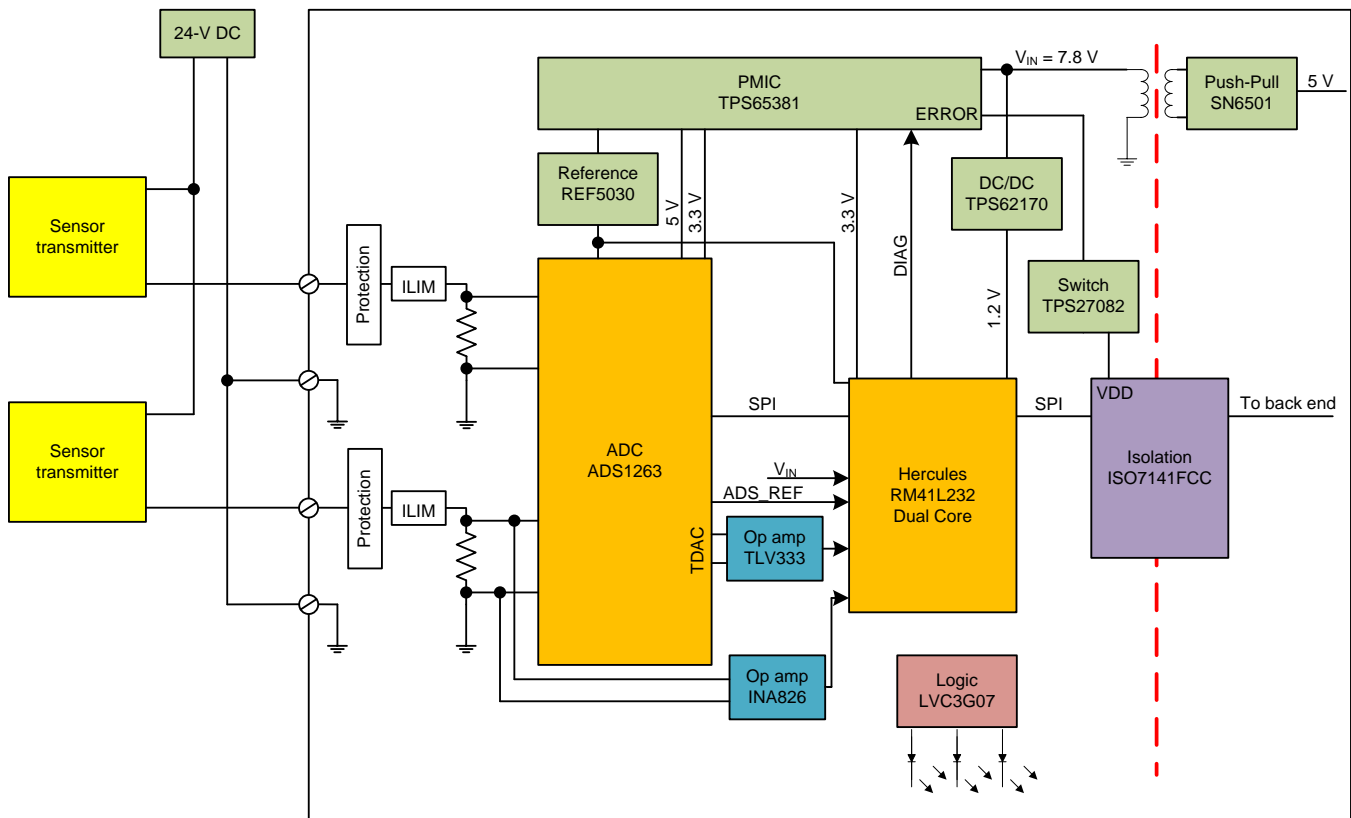 24-V DC
PMIC
TPS65381
ERROR
V_IN = 7.8 V
Push-Pull
SN6501
5 V
Reference
REF5030
5 V
3.3 V
3.3 V
DIAG
DC/DC
TPS62170
1.2 V
Switch
TPS27082
Sensor
transmitter
Protection
ILIM
Sensor
transmitter
Protection
ILIM
ADC
ADS1263
TDAC
SPI
V_IN
ADS_REF
Op amp
TLV333
Op amp
INA826
Hercules
RM41L232
Dual Core
SPI
VDD
Isolation
ISO7141FCC
To back end
Logic
LVC3G07